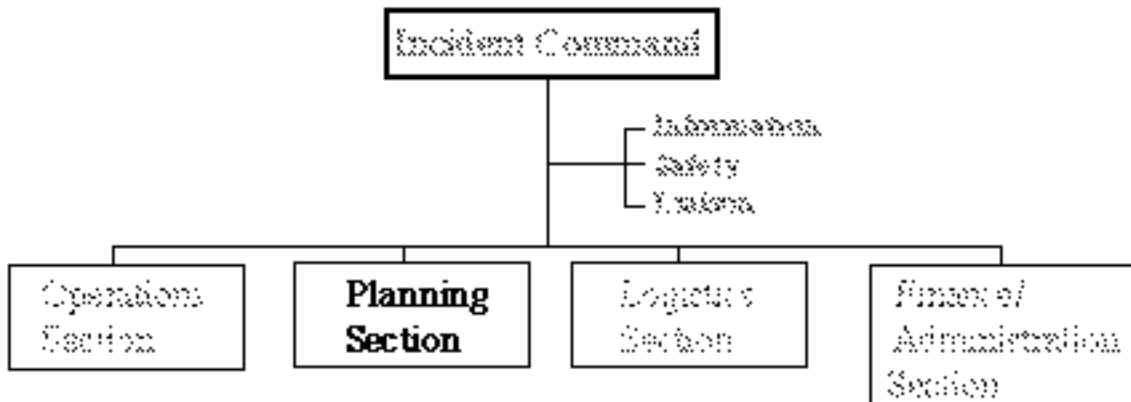 Incident Command
Information
Safety
Liaison
Operations
Section
Planning
Section
Logistics
Section
Finance/
Administration
Section